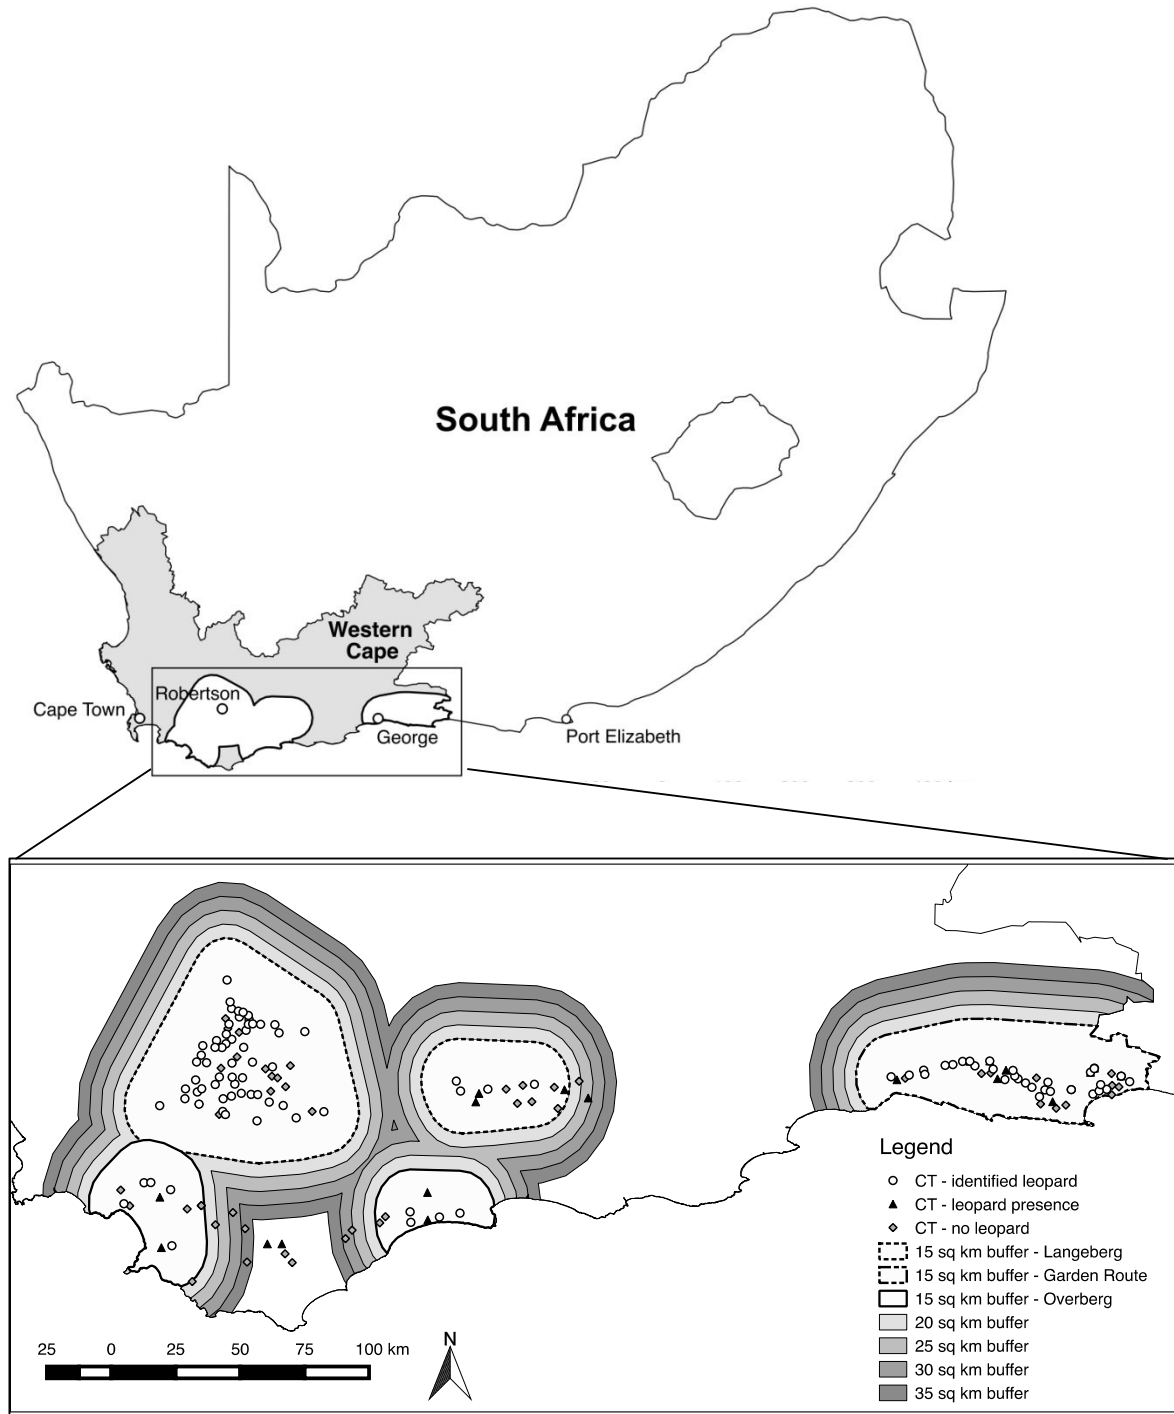 South Africa
Western
Cape
Robertson
Cape Town
George
Port Elizabeth
Legend
CT - identified leopard
CT - leopard presence
CT - no leopard
15 sq km buffer - Langeberg
15 sq km buffer - Garden Route
15 sq km buffer - Overberg
20 sq km buffer
25 sq km buffer
30 sq km buffer
35 sq km buffer
25 0 25 50 75 100 km
N